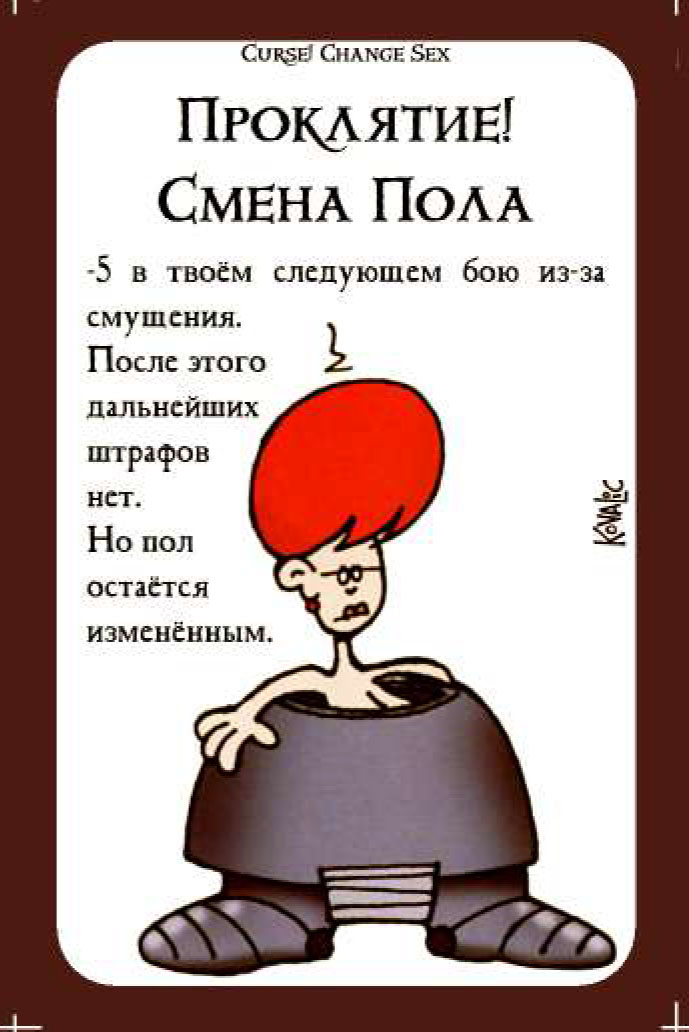 Curse! Change Sex
Проклятие!
Смена Пола
-5 в твоём следующем бою из-за
смущения.
После этого
дальнейших
штрафов
нет.
Но пол
остаётся
изменённым.
Kovalic